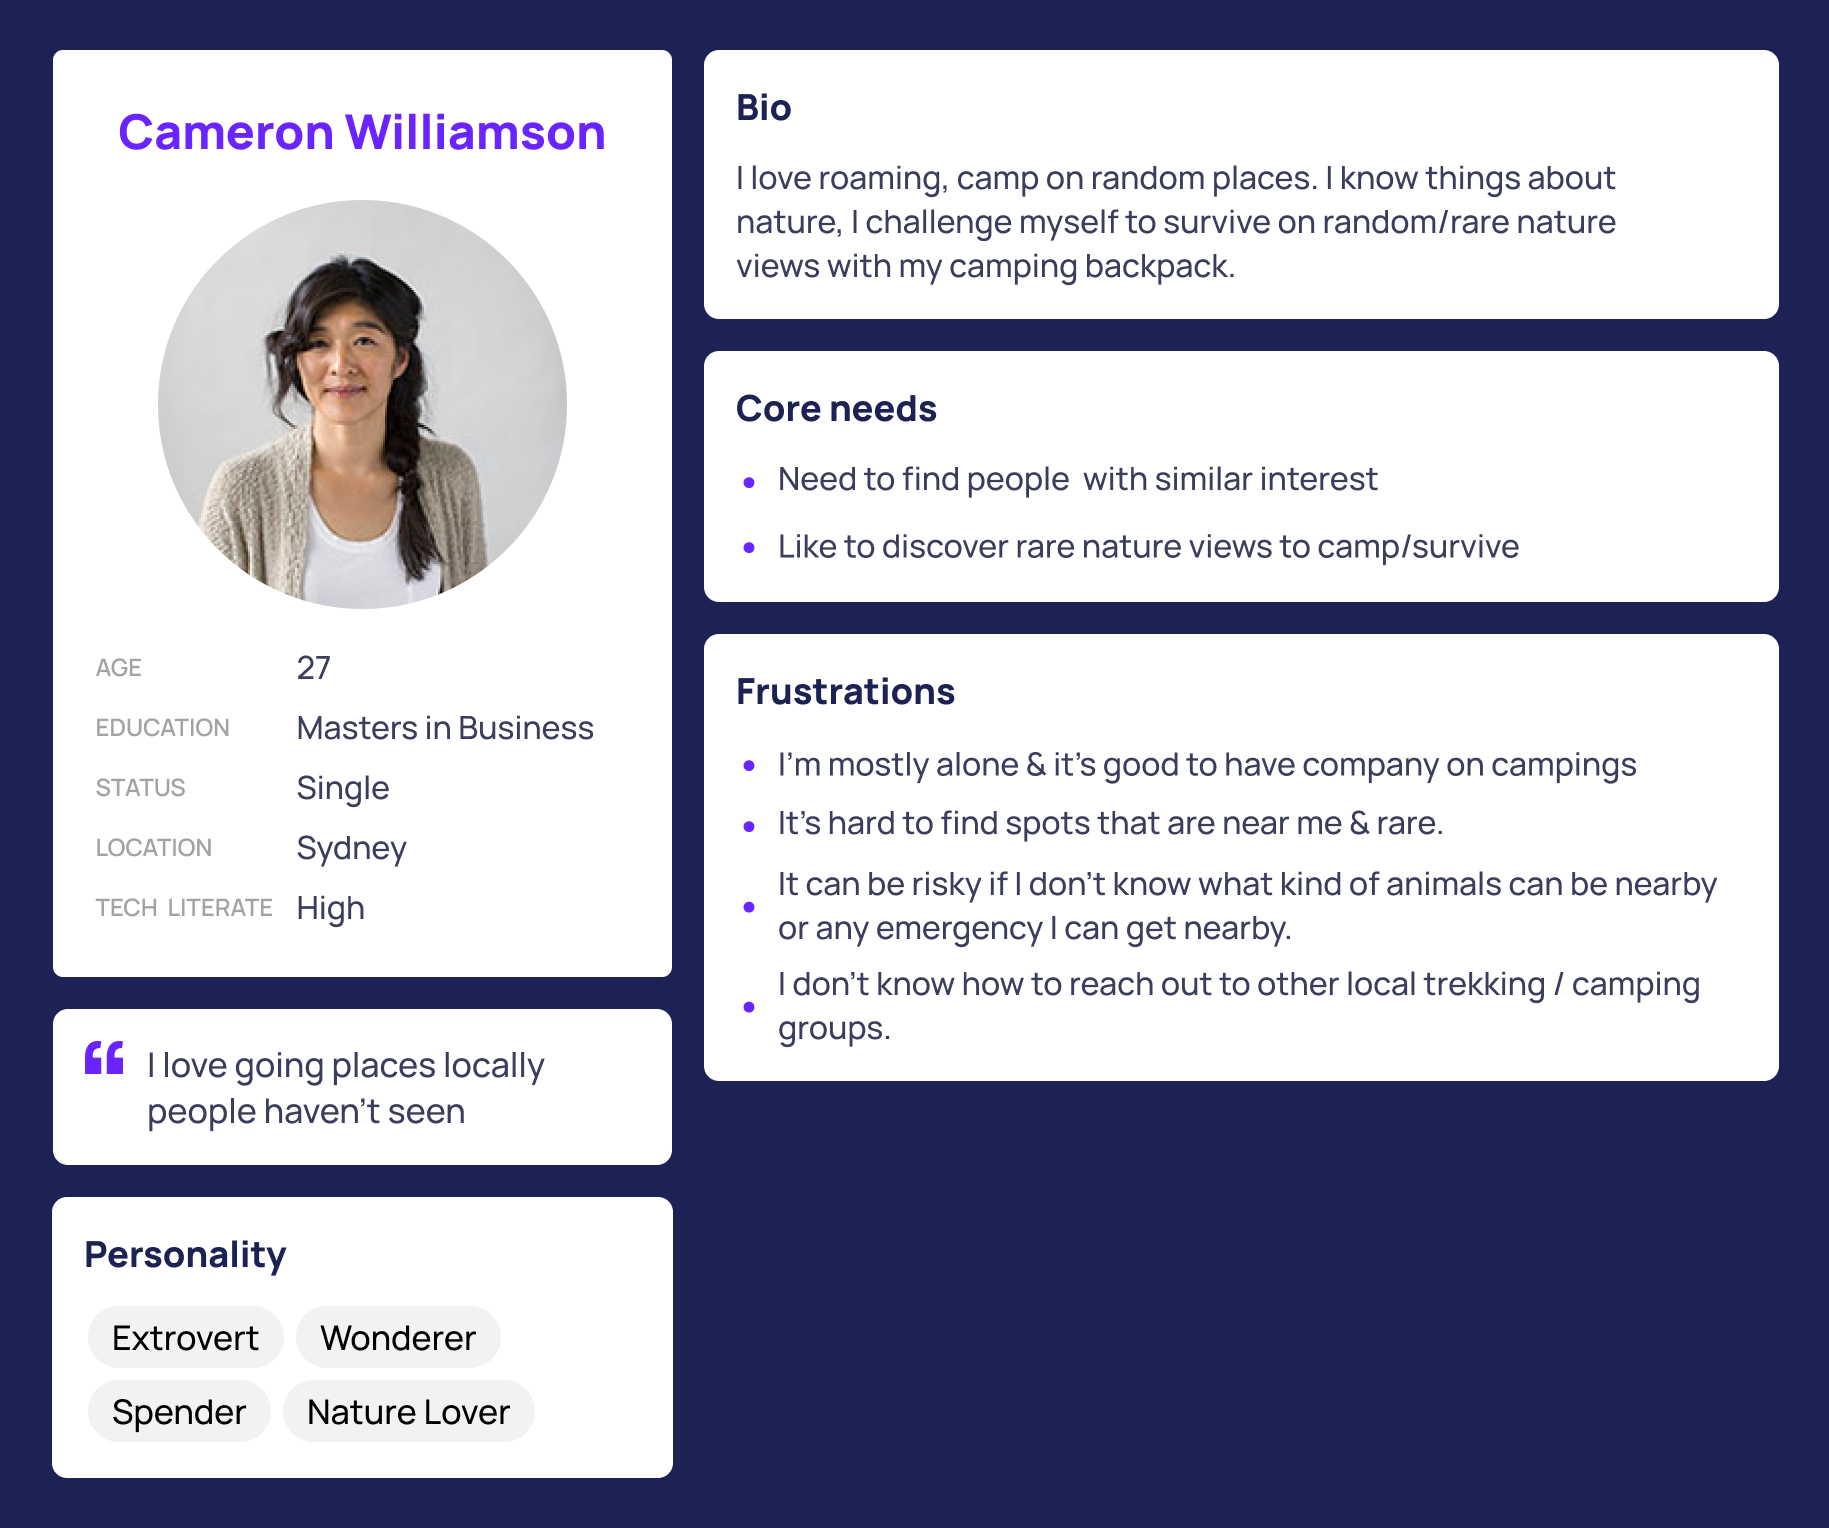 Cameron Williamson
AGE 27
EDUCATION Masters in Business
STATUS Single
LOCATION Sydney
TECH LITERATE High
“ I love going places locally
people haven’t seen
Personality
Extrovert Wonderer
Spender Nature Lover
Bio
I love roaming, camp on random places. I know things about
nature, I challenge myself to survive on random/rare nature
views with my camping backpack.
Core needs
• Need to find people  with similar interest
• Like to discover rare nature views to camp/survive
Frustrations
• I’m mostly alone & it’s good to have company on campings
• It’s hard to find spots that are near me & rare.
• It can be risky if I don’t know what kind of animals can be nearby
or any emergency I can get nearby.
• I don’t know how to reach out to other local trekking / camping
groups.